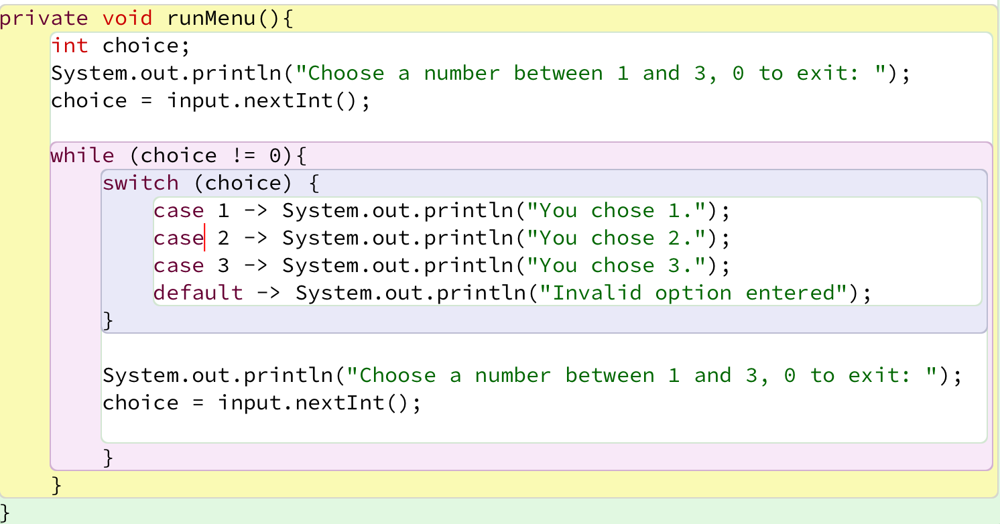 private void runMenu(){
int choice;
System.out.println("Choose a number between 1 and 3, 0 to exit: ");
choice = input.nextInt();
while (choice != 0){
switch (choice) {
case 1 -> System.out.println("You chose 1.");
case 2 -> System.out.println("You chose 2.");
case 3 -> System.out.println("You chose 3.");
default -> System.out.println("Invalid option entered");
}
System.out.println("Choose a number between 1 and 3, 0 to exit: ");
choice = input.nextInt();
}
}
}